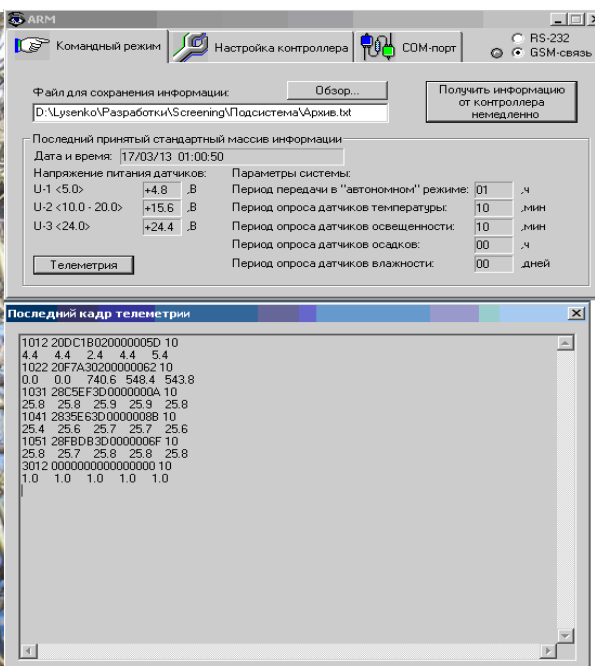 ARM
Командный режим
Настройка контроллера
COM-порт
RS-232
GSM-связь
Файл для сохранения информации:
Обзор...
D:\Lysenko\Разработки\Screening\Подсистема\Архив.txt
Получить информацию
от контроллера
немедленно
Последний принятый стандартный массив информации
Дата и время: 17/03/13 01:00:50
Напряжение питания датчиков:
U-1 <5.0> +4.8 ,В
U-2 <10.0 - 20.0> +15.6 ,В
U-3 <24.0> +24.4 ,В
Телеметрия
Параметры системы:
Период передачи в "автономном" режиме: 01 ,ч
Период опроса датчиков температуры: 10 ,мин
Период опроса датчиков освещенности: 10 ,мин
Период опроса датчиков осадков: 00 ,ч
Период опроса датчиков влажности: 00 ,дней
Последний кадр телеметрии
1012 20DC1B020000005D 10
4.4 4.4 2.4 4.4 5.4
1022 20F7A30200000062 10
0.0 0.0 740.6 548.4 543.8
1031 28C5EF3D0000000A 10
25.8 25.8 25.9 25.9 25.8
1041 2835E63D0000008B 10
25.4 25.6 25.7 25.7 25.6
1051 28FBDB3D0000006F 10
25.8 25.7 25.8 25.8 25.8
3012 0000000000000000 10
1.0 1.0 1.0 1.0 1.0